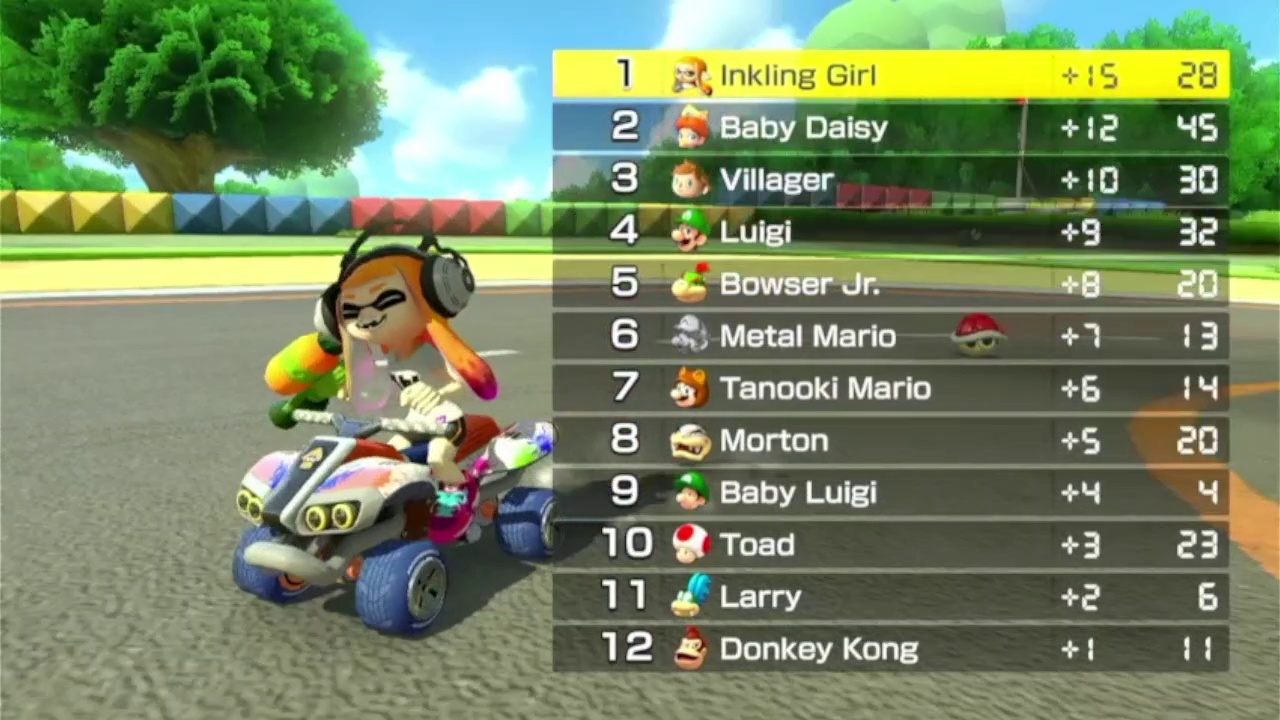 1 Inkling Girl +15 28
2 Baby Daisy +12 45
3 Villager +10 30
4 Luigi +9 32
5 Bowser Jr. +8 20
6 Metal Mario +7 13
7 Tanooki Mario +6 14
8 Morton +5 20
9 Baby Luigi +4 4
10 Toad +3 23
11 Larry +2 6
12 Donkey Kong +1 11